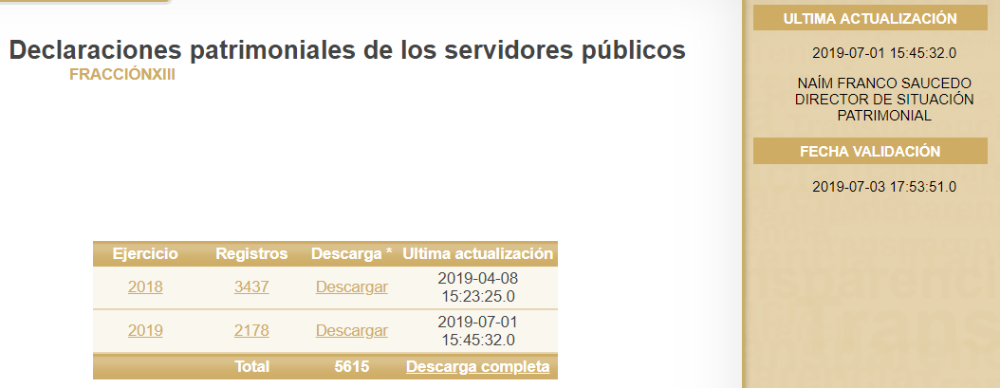 Declaraciones patrimoniales de los servidores públicos
FRACCIÓNXIII
Ejercicio Registros Descarga * Ultima actualización
2018 3437 Descargar 2019-04-08
15:23:25.0
2019 2178 Descargar 2019-07-01
15:45:32.0
Total 5615 Descarga completa
ULTIMA ACTUALIZACIÓN
2019-07-01 15:45:32.0
NAÍM FRANCO SAUCEDO
DIRECTOR DE SITUACIÓN
PATRIMONIAL
FECHA VALIDACIÓN
2019-07-03 17:53:51.0